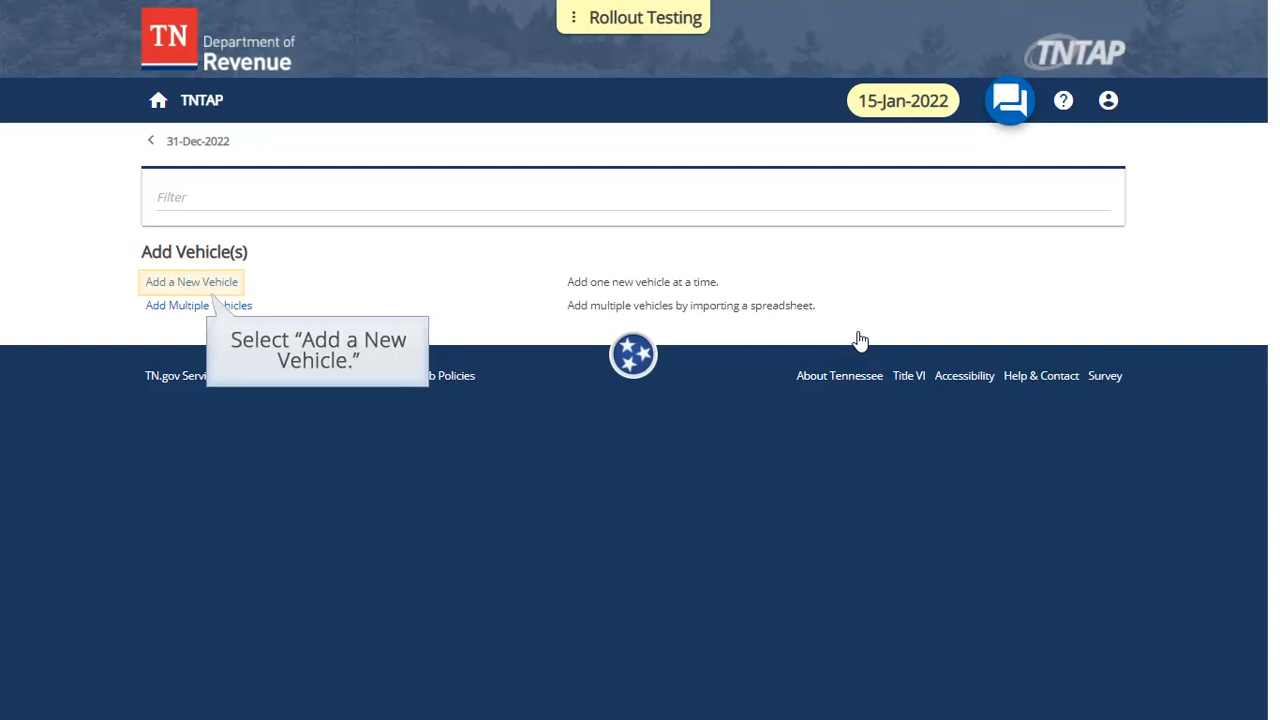 Rollout Testing
TN
Department of
Revenue
TNTAP
TNTAP
15-Jan-2022
31-Dec-2022
Filter
Add Vehicle(s)
Add a New Vehicle
Add one new vehicle at a time.
Add Multiple hicles
Add multiple vehicles by importing a spreadsheet.
Select “Add a New
Vehicle.”
TN.gov Servi b Policies
About Tennessee Title VI Accessibility Help & Contact Survey